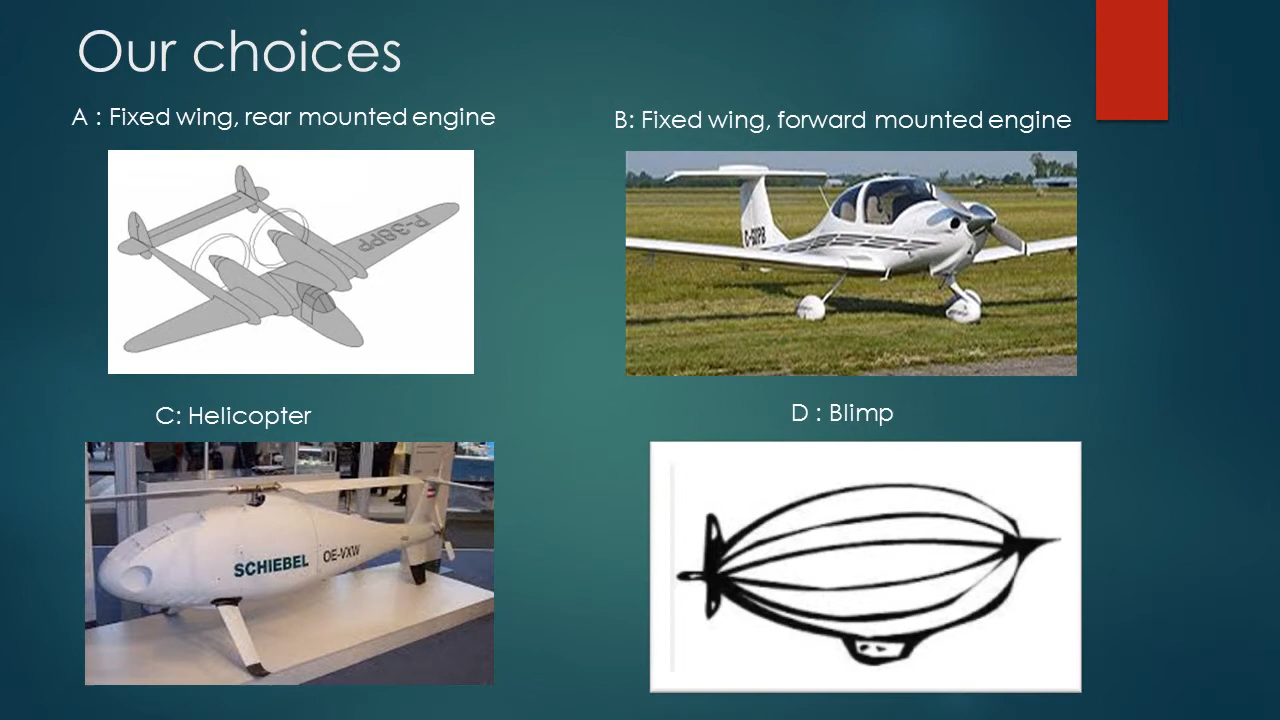 Our choices
A : Fixed wing, rear mounted engine
B: Fixed wing, forward mounted engine
P-38PP
C: Helicopter
D : Blimp
SCHIEBEL OE-VXW